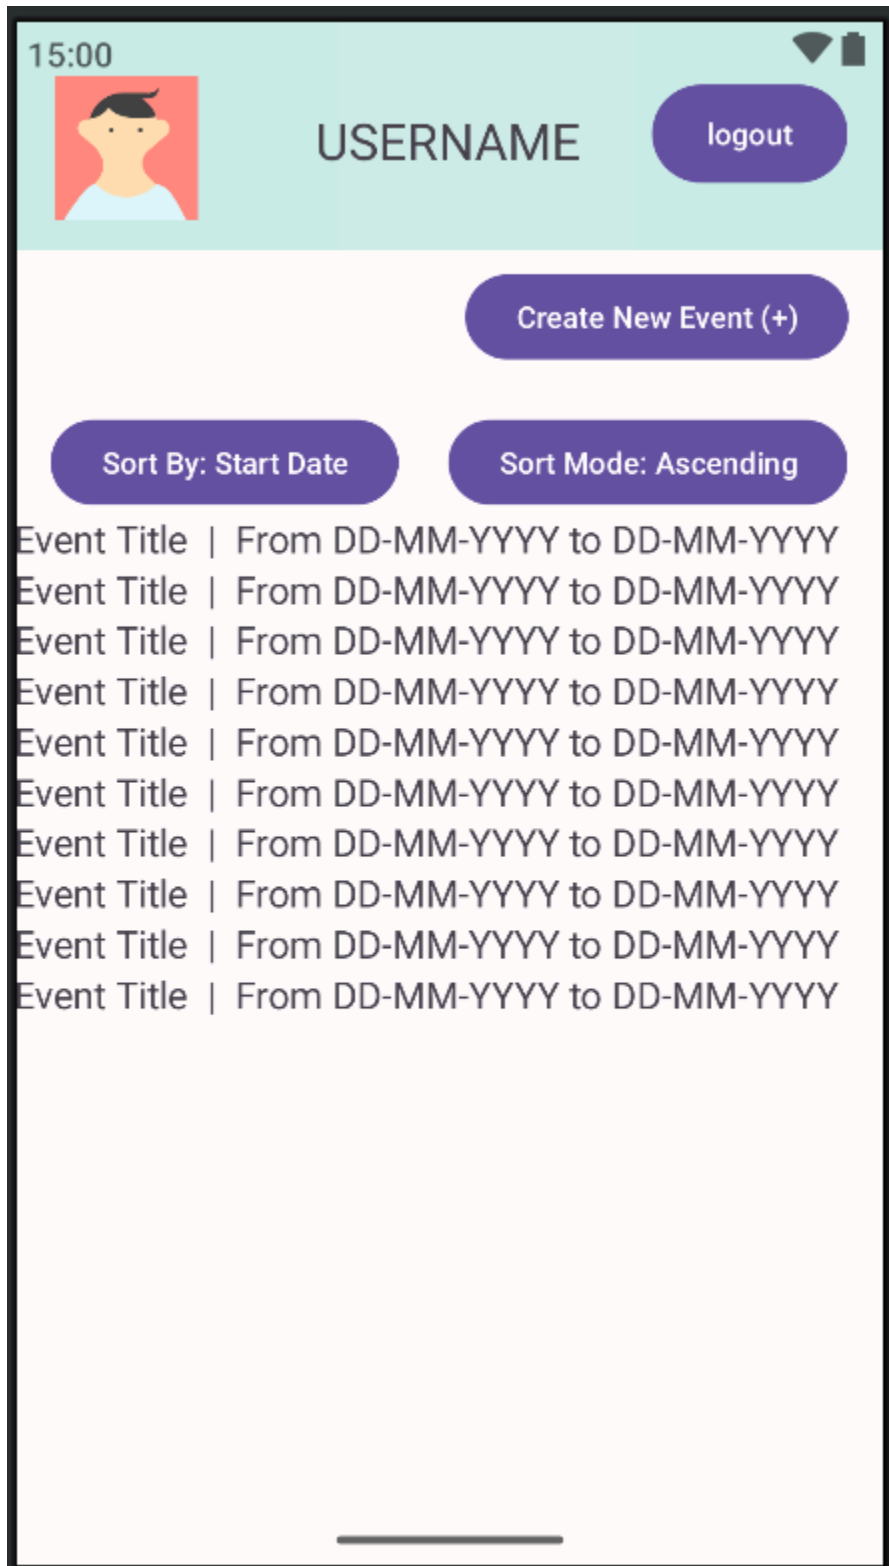 15:00
USERNAME
logout
Create New Event (+)
Sort By: Start Date
Sort Mode: Ascending
Event Title | From DD-MM-YYYY to DD-MM-YYYY
Event Title | From DD-MM-YYYY to DD-MM-YYYY
Event Title | From DD-MM-YYYY to DD-MM-YYYY
Event Title | From DD-MM-YYYY to DD-MM-YYYY
Event Title | From DD-MM-YYYY to DD-MM-YYYY
Event Title | From DD-MM-YYYY to DD-MM-YYYY
Event Title | From DD-MM-YYYY to DD-MM-YYYY
Event Title | From DD-MM-YYYY to DD-MM-YYYY
Event Title | From DD-MM-YYYY to DD-MM-YYYY
Event Title | From DD-MM-YYYY to DD-MM-YYYY